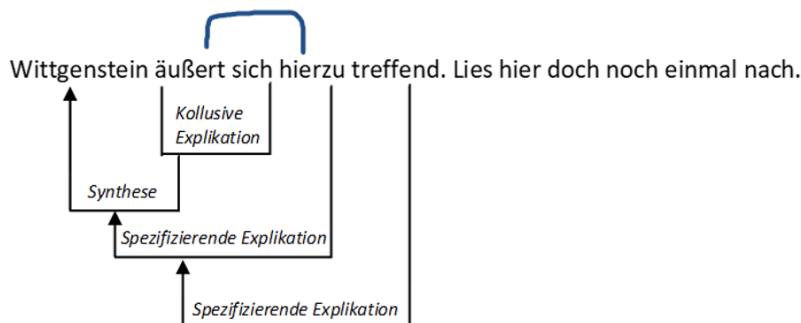 Wittgenstein äußert sich hierzu treffend. Lies hier doch noch einmal nach.
Kollusive
Explikation
Synthese
Spezifizierende Explikation
Spezifizierende Explikation